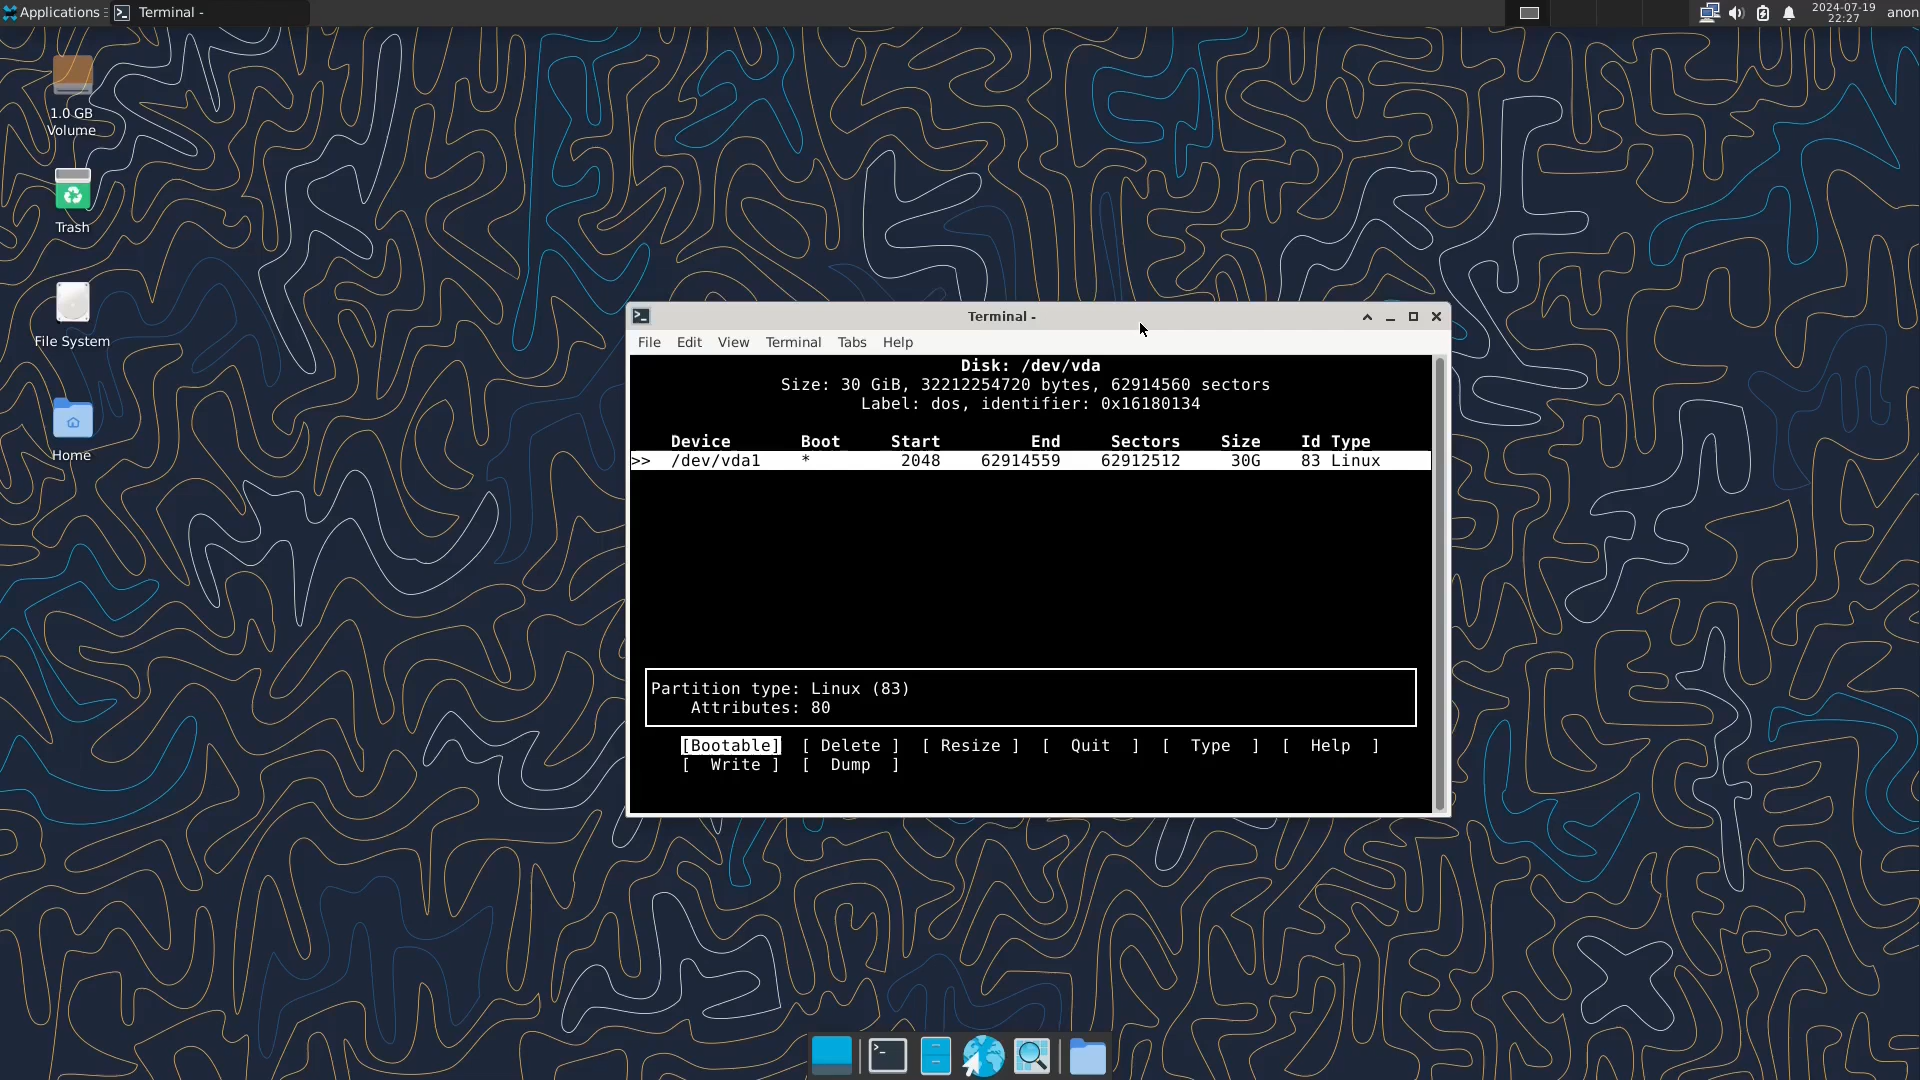 Applications
Terminal -
2024-07-19
22:27
anon
1.0 GB
Volume
Trash
File System
Home
Terminal -
File Edit View Terminal Tabs Help
Disk: /dev/vda
Size: 30 GiB, 32212254720 bytes, 62914560 sectors
Label: dos, identifier: 0x16180134
Device Boot Start End Sectors Size Id Type
>> /dev/vda1 * 2048 62914559 62912512 30G 83 Linux
Partition type: Linux (83)
Attributes: 80
[Bootable] [ Delete ] [ Resize ] [ Quit ] [ Type ] [ Help ]
[ Write ] [ Dump ]